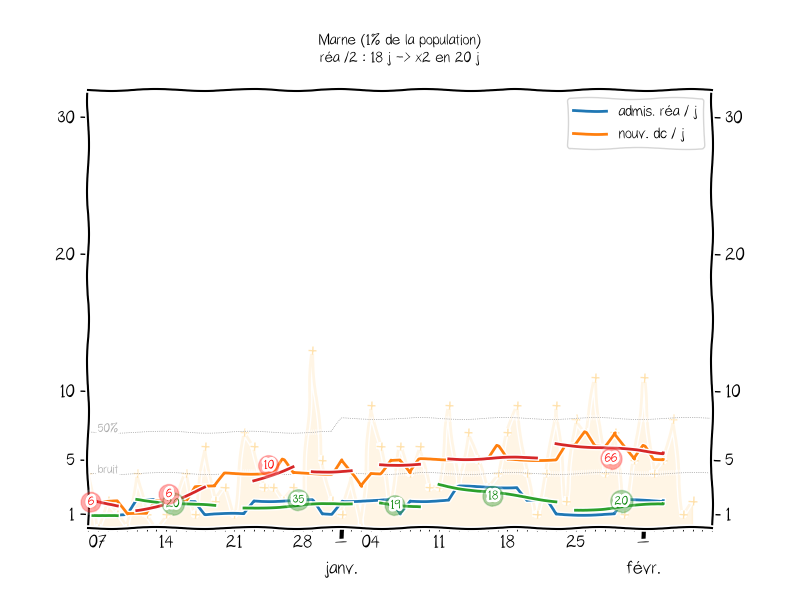 Marne (1% de la population)
réa /2 : 18 j -> x2 en 20 j
30 30
admis. réa / j
nouv. dc / j
20 20
10 10
50%
bruit
5 5
1 1
6 6 20 10 35 19 18 66 20
07 14 21 28 04 11 18 25
janv. févr.